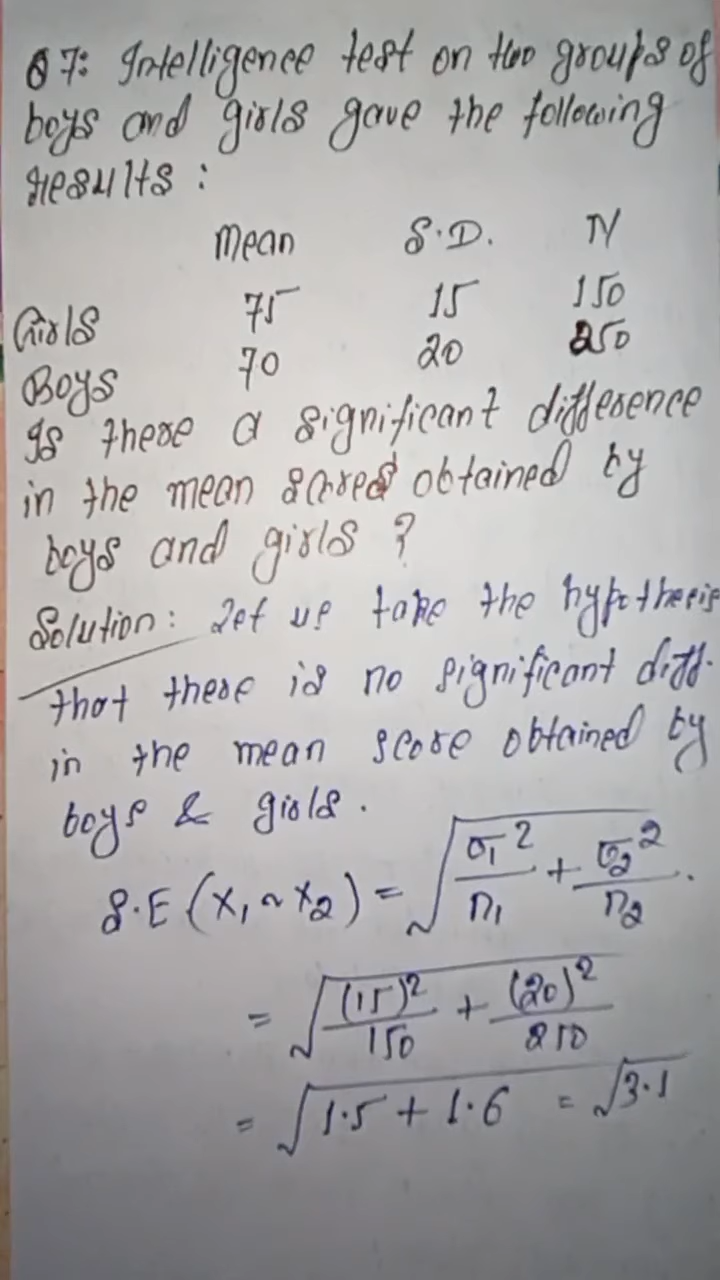 Q7: Intelligence test on two groups of
boys and girls gave the following
results:
Mean S.D. N
Girls 75 15 150
Boys 70 20 250
Is there a significant difference
in the mean scores obtained by
boys and girls?
Solution: Let us take the hypothesis
that there is no significant diff.
in the mean score obtained by
boys & girls.
S.E (X₁ ~ X₂) = √(σ₁²/n₁ + σ₂²/n₂).
= √((15)²/150 + (20)²/250)
= √(1.5 + 1.6) = √3.1